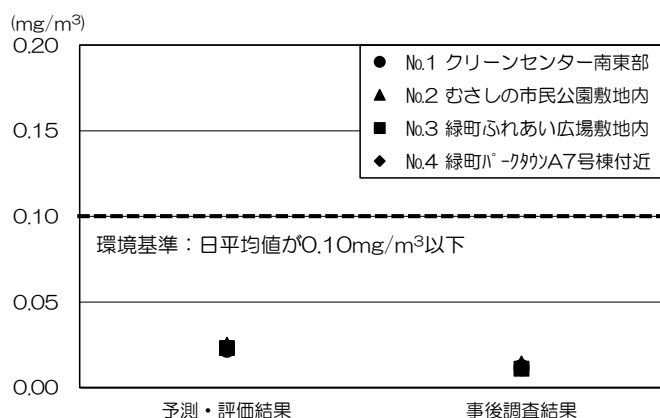 (mg/m³)
0.20
● №1 クリーンセンター南東部
▲ №2 むさしの市民公園敷地内
■ №3 緑町ふれあい広場敷地内
◆ №4 緑町ﾊﾟｰｸﾀｳﾝA7号棟付近
0.15
0.10
環境基準：日平均値が0.10mg/m³以下
0.05
0.00
予測・評価結果 事後調査結果